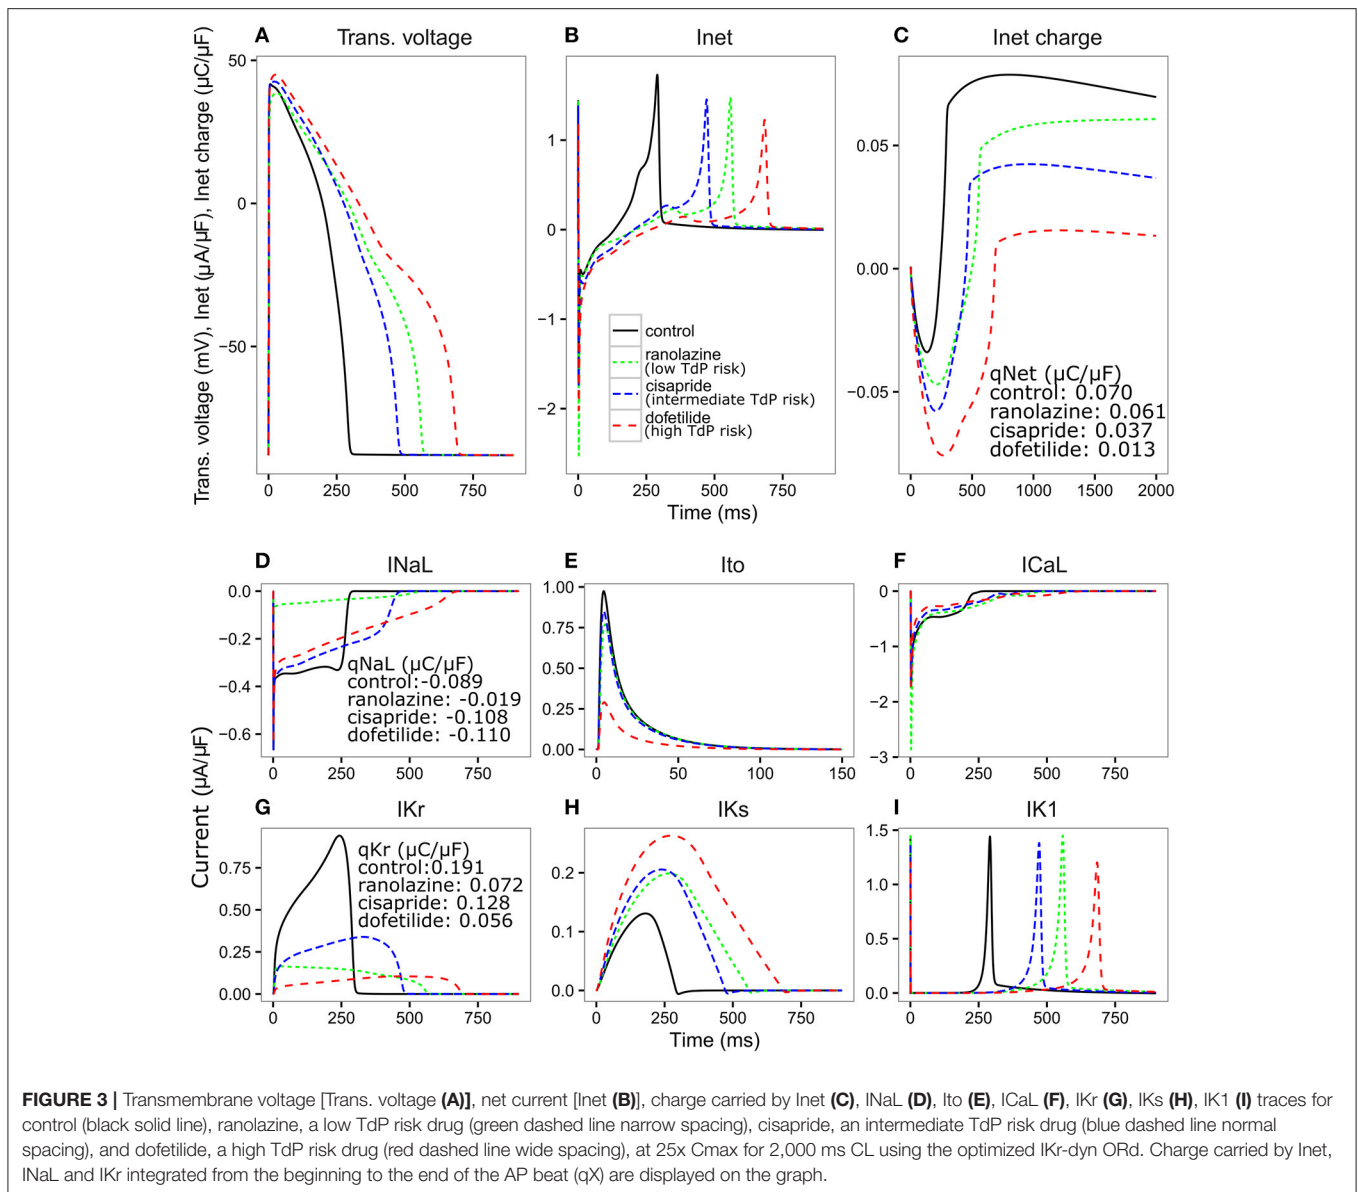 A Trans. voltage
B Inet
C Inet charge
Trans. voltage (mV), Inet (µA/µF), Inet charge (µC/µF)
50
0
−50
0 250 500 750
1
0
−1
−2
control
ranolazine
(low TdP risk)
cisapride
(intermediate TdP risk)
dofetilide
(high TdP risk)
0 250 500 750
Time (ms)
0.05
0.00
−0.05
qNet (µC/µF)
control: 0.070
ranolazine: 0.061
cisapride: 0.037
dofetilide: 0.013
0 500 1000 1500 2000
D INaL
E Ito
F ICaL
Current (µA/µF)
0.0
−0.2
−0.4
−0.6
qNaL (µC/µF)
control:-0.089
ranolazine: -0.019
cisapride: -0.108
dofetilide: -0.110
0 250 500 750
1.00
0.75
0.50
0.25
0.00
0 50 100 150
0
−1
−2
−3
0 250 500 750
G IKr
H IKs
I IK1
0.75
0.50
0.25
0.00
qKr (µC/µF)
control:0.191
ranolazine: 0.072
cisapride: 0.128
dofetilide: 0.056
0 250 500 750
0.2
0.1
0.0
0 250 500 750
Time (ms)
1.5
1.0
0.5
0.0
0 250 500 750
FIGURE 3 | Transmembrane voltage [Trans. voltage (A)], net current [Inet (B)], charge carried by Inet (C), INaL (D), Ito (E), ICaL (F), IKr (G), IKs (H), IK1 (I) traces for
control (black solid line), ranolazine, a low TdP risk drug (green dashed line narrow spacing), cisapride, an intermediate TdP risk drug (blue dashed line normal
spacing), and dofetilide, a high TdP risk drug (red dashed line wide spacing), at 25x Cmax for 2,000 ms CL using the optimized IKr-dyn ORd. Charge carried by Inet,
INaL and IKr integrated from the beginning to the end of the AP beat (qX) are displayed on the graph.